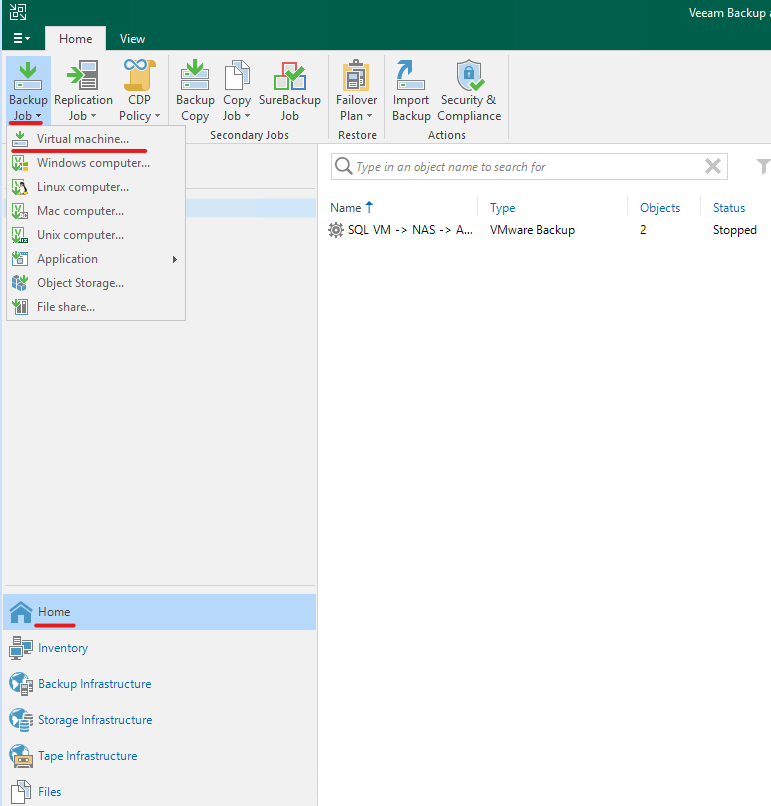 Veeam Backup a
Home View
Backup Job
Replication Job
CDP Policy
Backup Copy
Copy Job
SureBackup Job
Secondary Jobs
Failover Plan
Restore
Import Backup
Security & Compliance
Actions
Virtual machine...
Windows computer...
Linux computer...
Mac computer...
Unix computer...
Application
Object Storage...
File share...
Type in an object name to search for
Name Type Objects Status
SQL VM -> NAS -> A... VMware Backup 2 Stopped
Home
Inventory
Backup Infrastructure
Storage Infrastructure
Tape Infrastructure
Files